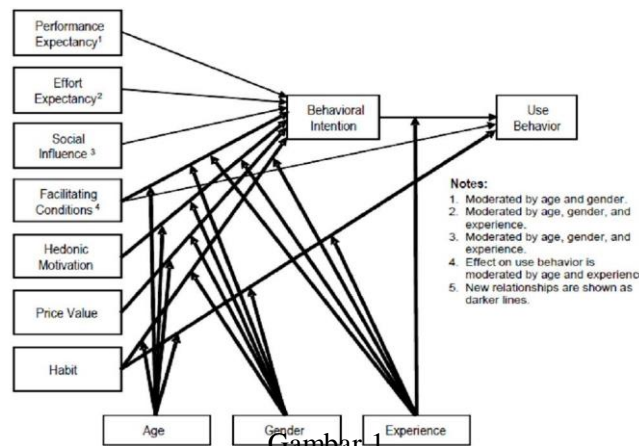 Performance
Expectancy¹
Effort
Expectancy²
Social
Influence ³
Facilitating
Conditions ⁴
Hedonic
Motivation
Price Value
Habit
Behavioral
Intention
Use
Behavior
Notes:
1. Moderated by age and gender.
2. Moderated by age, gender, and
experience.
3. Moderated by age, gender, and
experience.
4. Effect on use behavior is
moderated by age and experienc
5. New relationships are shown as
darker lines.
Age
Gender
Experience
Gambar 1